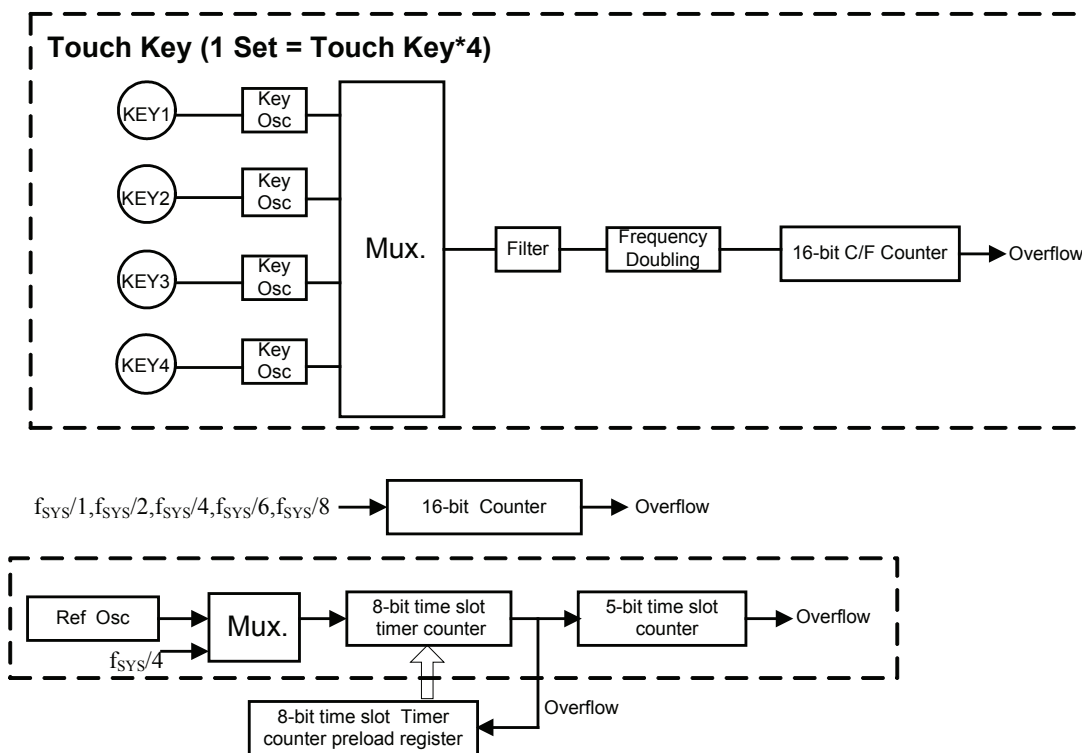 Touch Key (1 Set = Touch Key*4)
KEY1
Key
Osc
KEY2
Key
Osc
KEY3
Key
Osc
KEY4
Key
Osc
Mux.
Filter
Frequency
Doubling
16-bit C/F Counter
Overflow
fSYS/1,fSYS/2,fSYS/4,fSYS/6,fSYS/8
16-bit Counter
Overflow
Ref Osc
fSYS/4
Mux.
8-bit time slot
timer counter
5-bit time slot
counter
Overflow
Overflow
8-bit time slot Timer
counter preload register